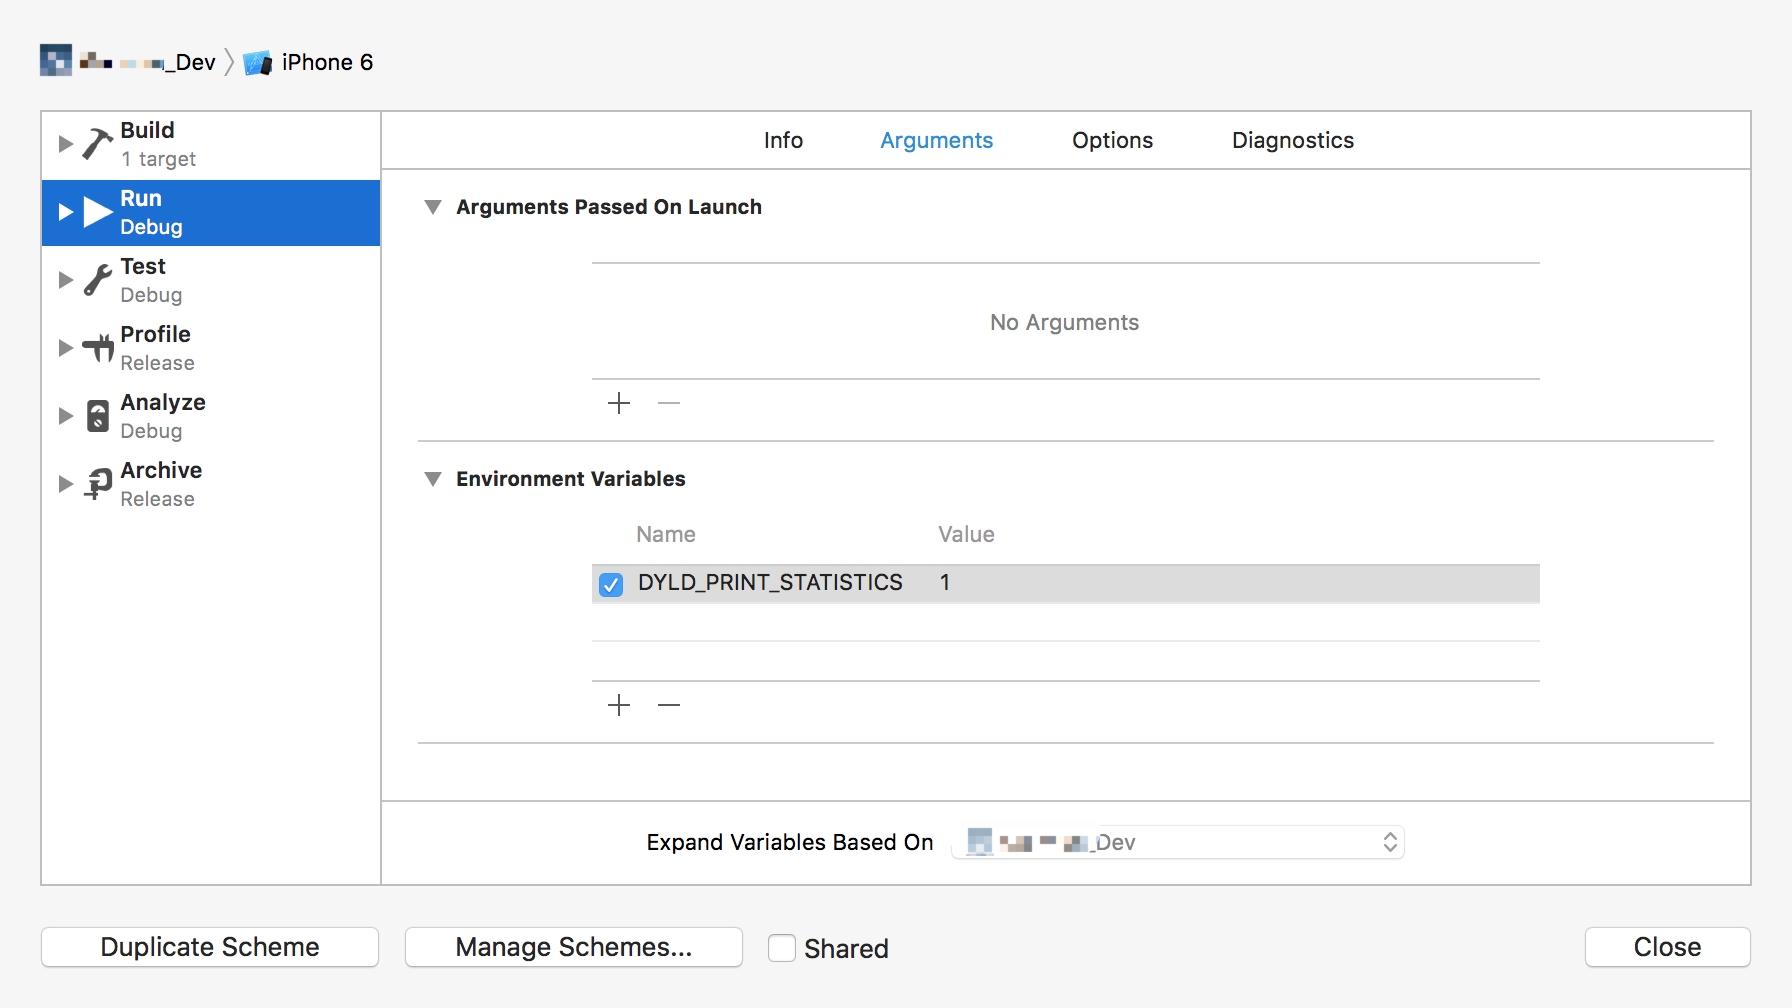 _Dev
iPhone 6
Build
1 target
Run
Debug
Test
Debug
Profile
Release
Analyze
Debug
Archive
Release
Info Arguments Options Diagnostics
Arguments Passed On Launch
No Arguments
Environment Variables
Name Value
DYLD_PRINT_STATISTICS 1
Expand Variables Based On _Dev
Duplicate Scheme Manage Schemes... Shared Close